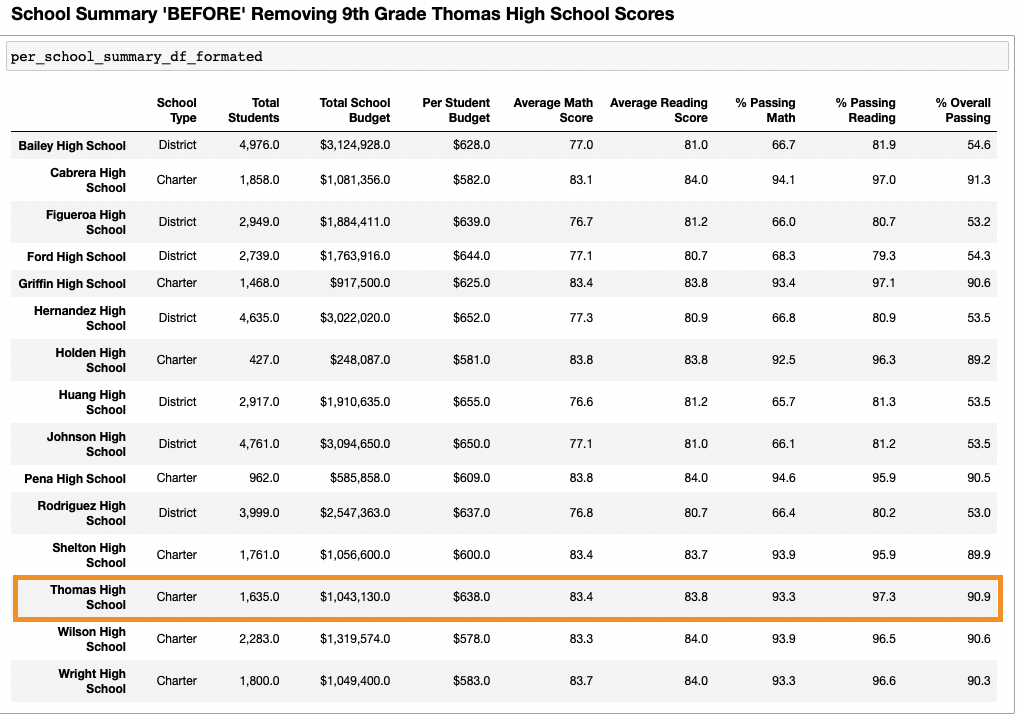 School Summary 'BEFORE' Removing 9th Grade Thomas High School Scores
per_school_summary_df_formated
School Type Total Students Total School Budget Per Student Budget Average Math Score Average Reading Score % Passing Math % Passing Reading % Overall Passing
Bailey High School District 4,976.0 $3,124,928.0 $628.0 77.0 81.0 66.7 81.9 54.6
Cabrera High School Charter 1,858.0 $1,081,356.0 $582.0 83.1 84.0 94.1 97.0 91.3
Figueroa High School District 2,949.0 $1,884,411.0 $639.0 76.7 81.2 66.0 80.7 53.2
Ford High School District 2,739.0 $1,763,916.0 $644.0 77.1 80.7 68.3 79.3 54.3
Griffin High School Charter 1,468.0 $917,500.0 $625.0 83.4 83.8 93.4 97.1 90.6
Hernandez High School District 4,635.0 $3,022,020.0 $652.0 77.3 80.9 66.8 80.9 53.5
Holden High School Charter 427.0 $248,087.0 $581.0 83.8 83.8 92.5 96.3 89.2
Huang High School District 2,917.0 $1,910,635.0 $655.0 76.6 81.2 65.7 81.3 53.5
Johnson High School District 4,761.0 $3,094,650.0 $650.0 77.1 81.0 66.1 81.2 53.5
Pena High School Charter 962.0 $585,858.0 $609.0 83.8 84.0 94.6 95.9 90.5
Rodriguez High School District 3,999.0 $2,547,363.0 $637.0 76.8 80.7 66.4 80.2 53.0
Shelton High School Charter 1,761.0 $1,056,600.0 $600.0 83.4 83.7 93.9 95.9 89.9
Thomas High School Charter 1,635.0 $1,043,130.0 $638.0 83.4 83.8 93.3 97.3 90.9
Wilson High School Charter 2,283.0 $1,319,574.0 $578.0 83.3 84.0 93.9 96.5 90.6
Wright High School Charter 1,800.0 $1,049,400.0 $583.0 83.7 84.0 93.3 96.6 90.3